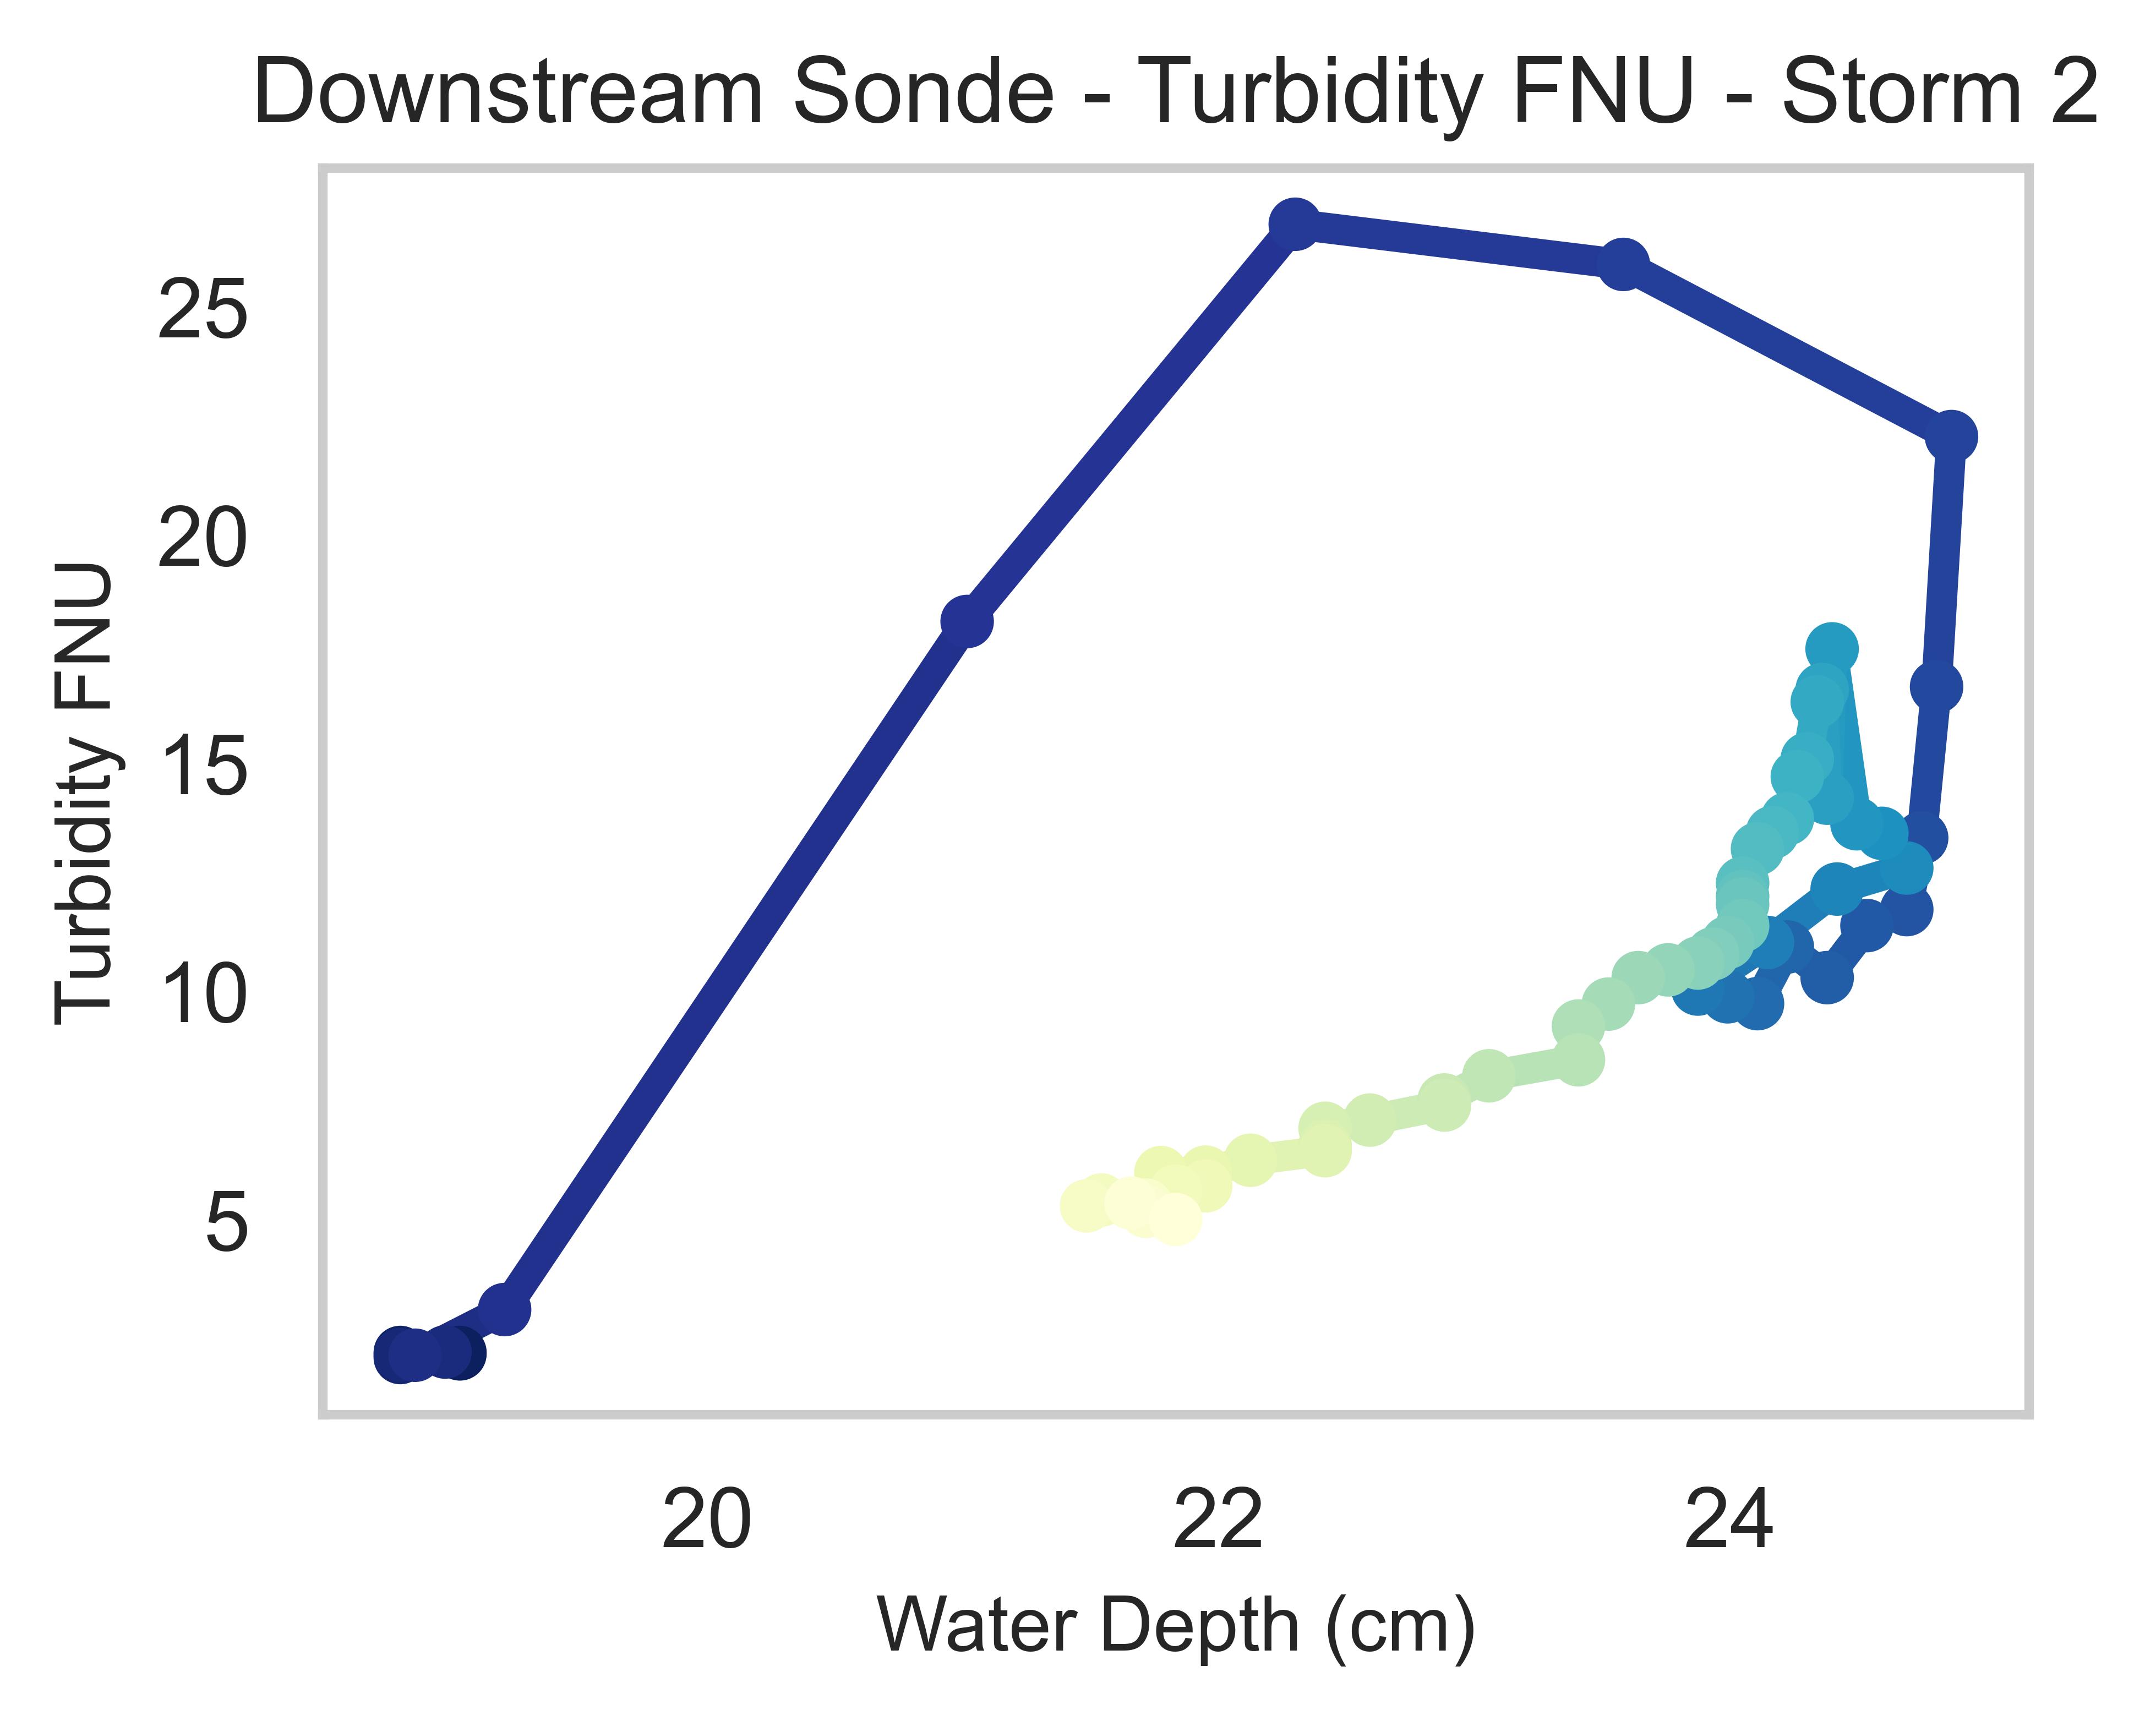 Downstream Sonde - Turbidity FNU - Storm 2
Turbidity FNU
25
20
15
10
5
20 22 24
Water Depth (cm)